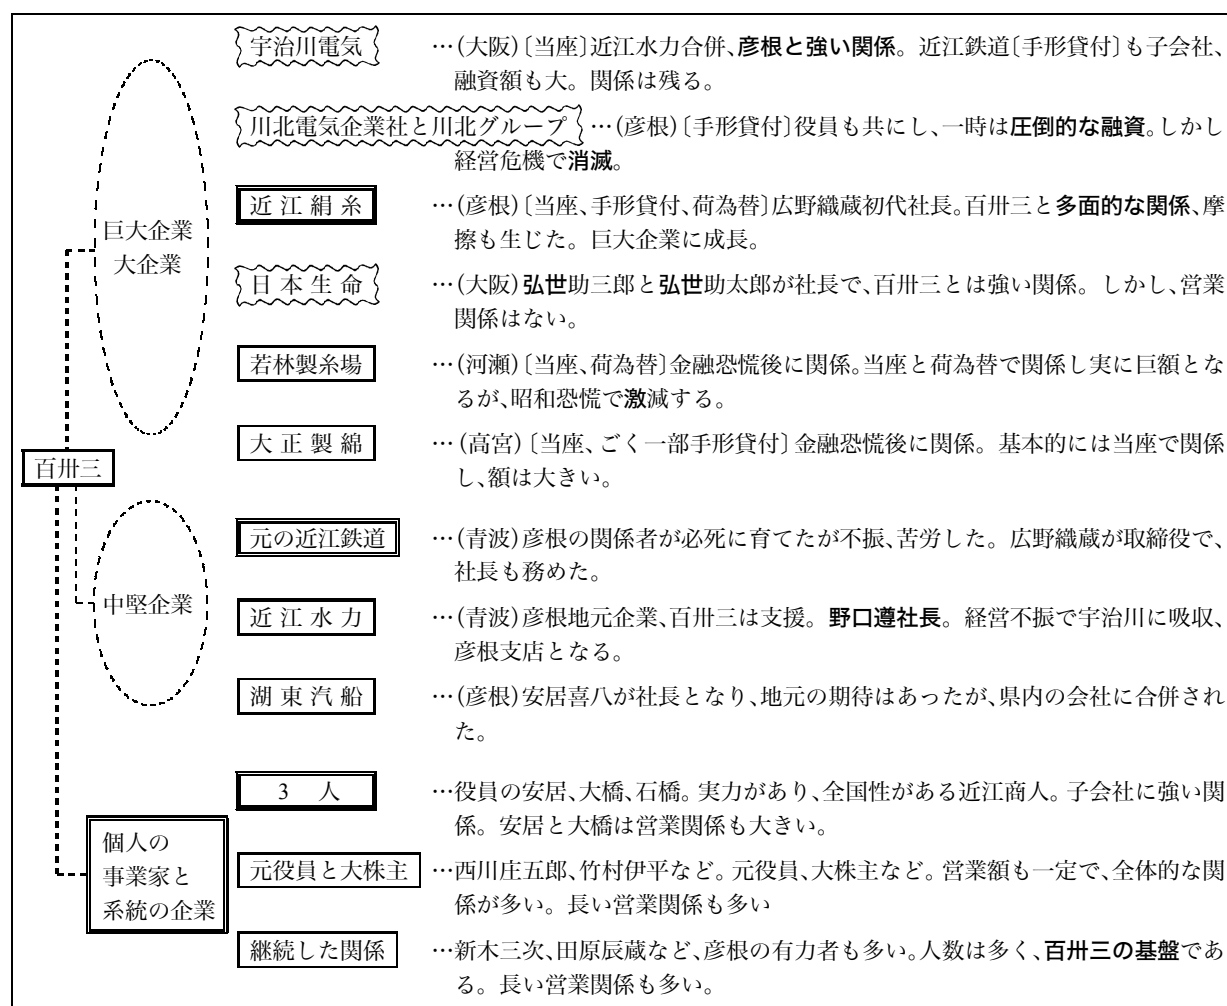 宇治川電気 …(大阪)〔当座〕近江水力合併、彦根と強い関係。近江鉄道〔手形貸付〕も子会社、
融資額も大。関係は残る。
川北電気企業社と川北グループ …(彦根)〔手形貸付〕役員も共にし、一時は圧倒的な融資。しかし
経営危機で消滅。
近江絹糸 …(彦根)〔当座、手形貸付、荷為替〕広野織蔵初代社長。百卅三と多面的な関係、摩
擦も生じた。巨大企業に成長。
巨大企業
大企業
日本生命 …(大阪)弘世助三郎と弘世助太郎が社長で、百卅三とは強い関係。しかし、営業
関係はない。
若林製糸場 …(河瀬)〔当座、荷為替〕金融恐慌後に関係。当座と荷為替で関係し実に巨額とな
るが、昭和恐慌で激減する。
大正製綿 …(高宮)〔当座、ごく一部手形貸付〕金融恐慌後に関係。基本的には当座で関係
し、額は大きい。
百卅三
元の近江鉄道 …(青波)彦根の関係者が必死に育てたが不振、苦労した。広野織蔵が取締役で、
社長も務めた。
中堅企業
近江水力 …(青波)彦根地元企業、百卅三は支援。野口遵社長。経営不振で宇治川に吸収、
彦根支店となる。
湖東汽船 …(彦根)安居喜八が社長となり、地元の期待はあったが、県内の会社に合併され
た。
3 人 …役員の安居、大橋、石橋。実力があり、全国性がある近江商人。子会社に強い関
係。安居と大橋は営業関係も大きい。
個人の
事業家と
系統の企業
元役員と大株主 …西川庄五郎、竹村伊平など。元役員、大株主など。営業額も一定で、全体的な関
係が多い。長い営業関係も多い
継続した関係 …新木三次、田原辰蔵など、彦根の有力者も多い。人数は多く、百卅三の基盤であ
る。長い営業関係も多い。